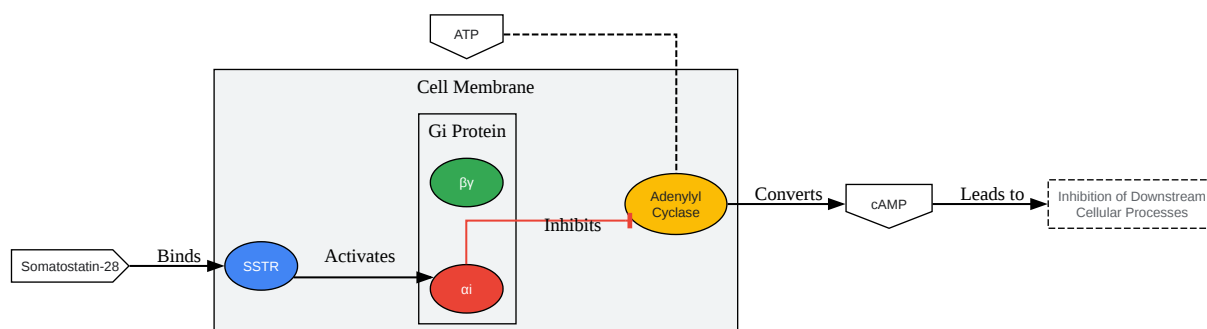 ATP
Cell Membrane
Gi Protein
βγ
Adenylyl
Cyclase
Converts
cAMP
Leads to
Inhibition of Downstream
Cellular Processes
Inhibits
Somatostatin-28
Binds
SSTR
Activates
αi